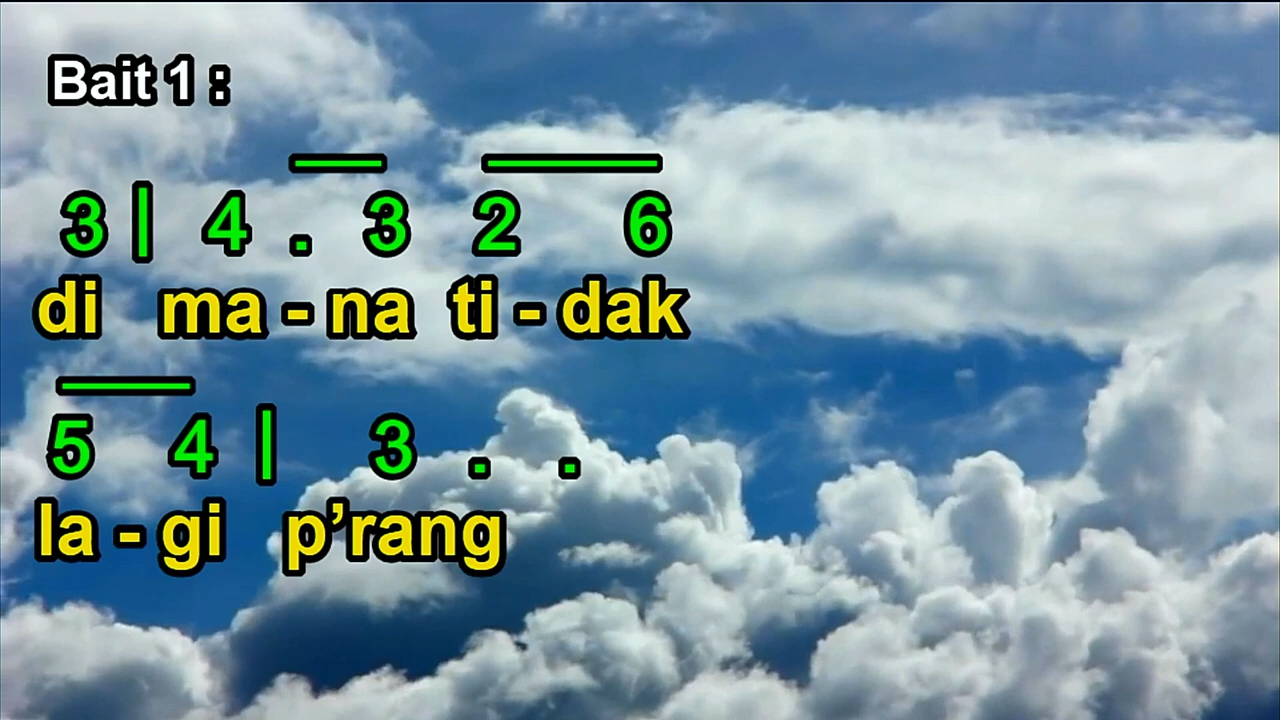 Bait 1 :
3 | 4 . 3 2 6
di ma - na ti - dak
5 4 | 3 . .
la - gi p’rang